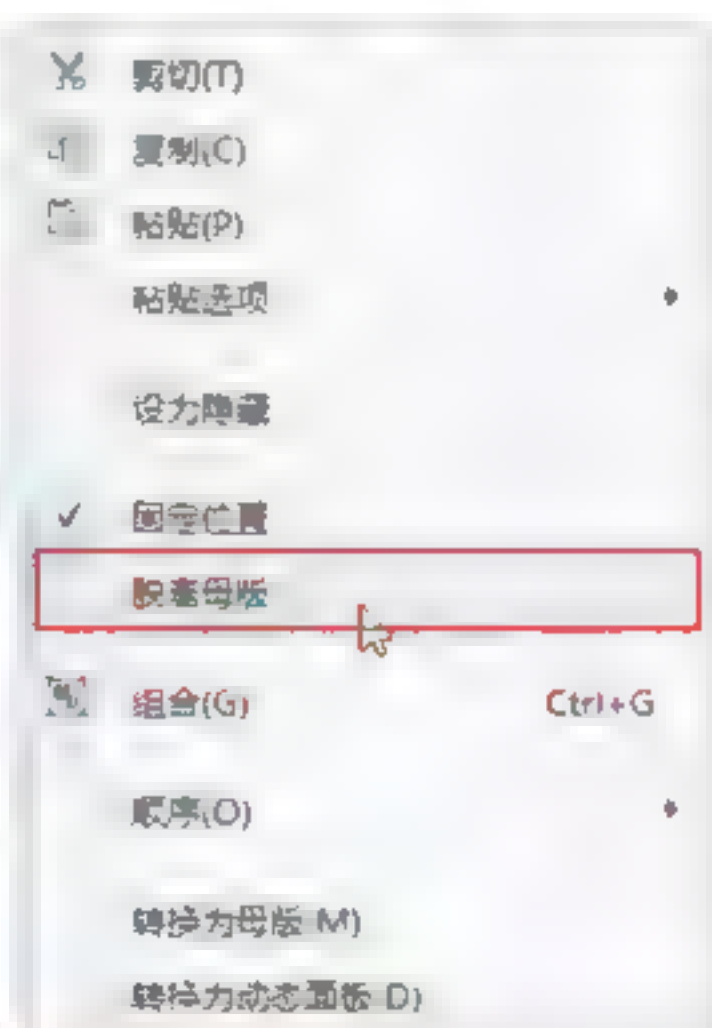 剪切(T)
复制(C)
粘贴(P)
粘贴选项
设为隐藏
固定位置
脱离母版
组合(G) Ctrl+G
顺序(O)
转换为母版(M)
转换为动态面板(D)